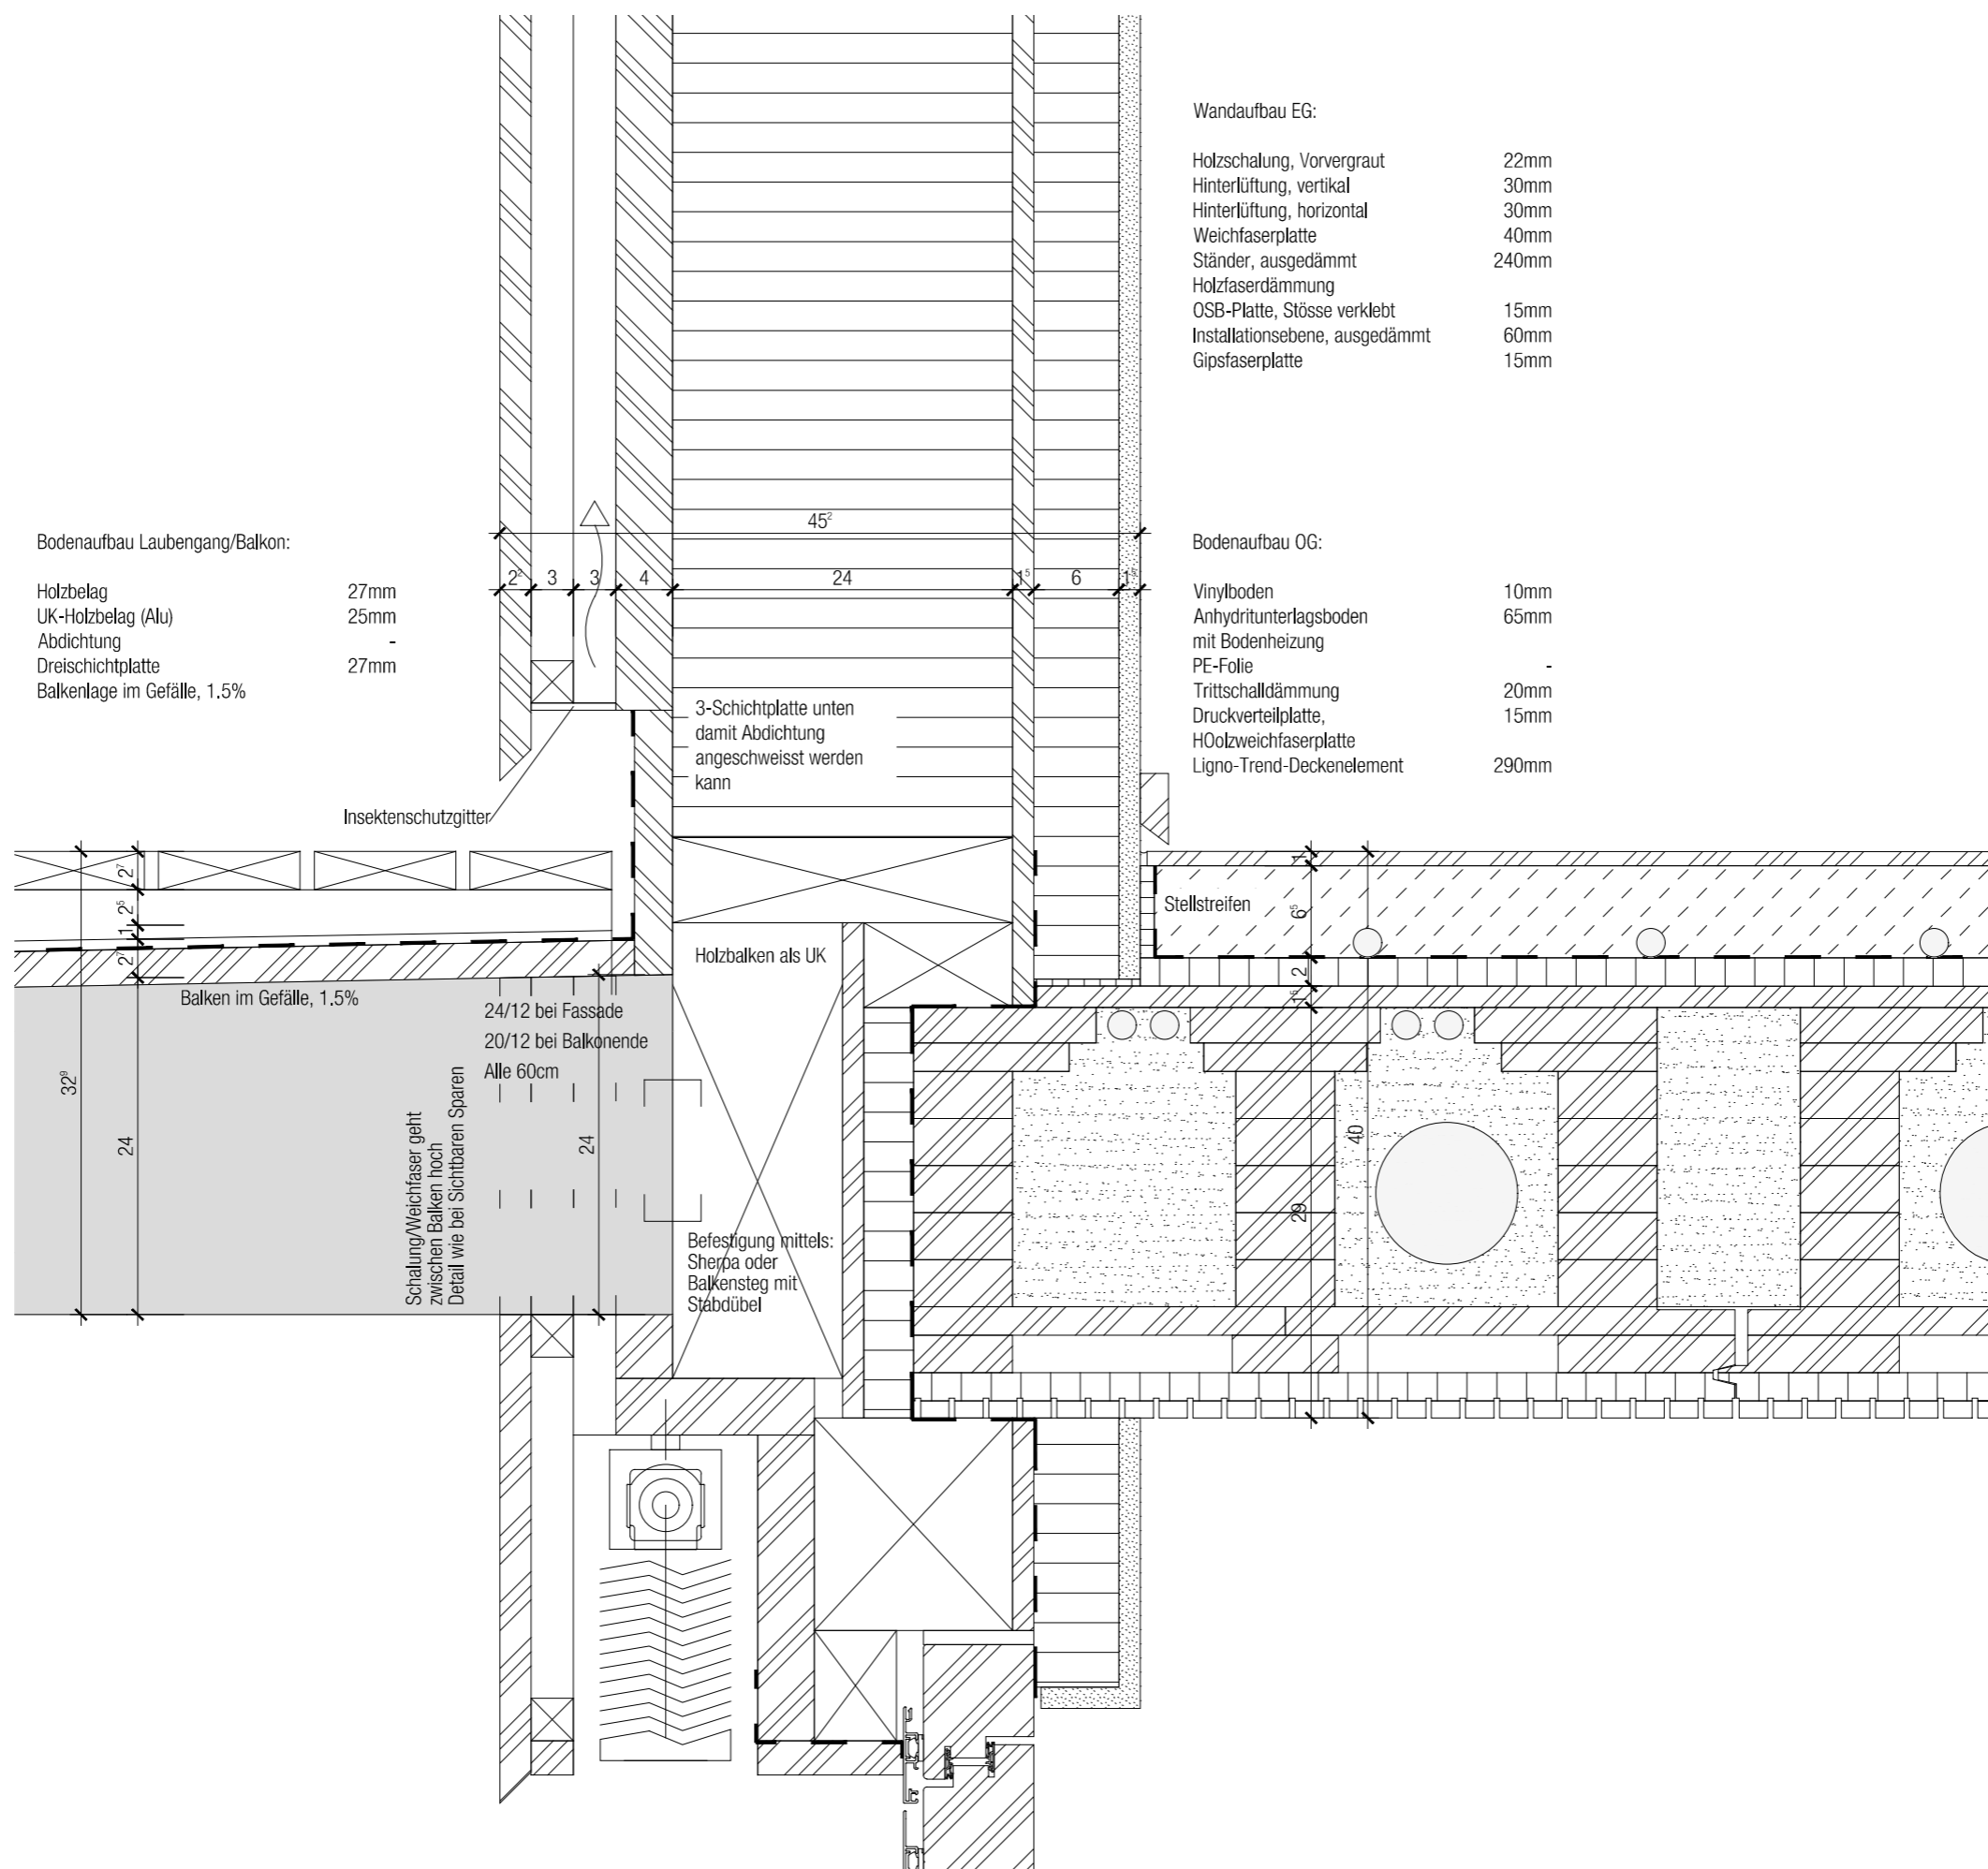 Wandaufbau EG:
Holzschalung, Vorvergraut 22mm
Hinterlüftung, vertikal 30mm
Hinterlüftung, horizontal 30mm
Weichfaserplatte 40mm
Ständer, ausgedämmt 240mm
Holzfaserdämmung
OSB-Platte, Stösse verklebt 15mm
Installationsebene, ausgedämmt 60mm
Gipsfaserplatte 15mm
45²
2² 3 3 4 24 1⁵ 6 1⁵
Bodenaufbau Laubengang/Balkon:
Holzbelag 27mm
UK-Holzbelag (Alu) 25mm
Abdichtung -
Dreischichtplatte 27mm
Balkenlage im Gefälle, 1.5%
Bodenaufbau OG:
Vinylboden 10mm
Anhydritunterlagsboden 65mm
mit Bodenheizung
PE-Folie -
Trittschalldämmung 20mm
Druckverteilplatte, 15mm
HOolzweichfaserplatte
Ligno-Trend-Deckenelement 290mm
3-Schichtplatte unten
damit Abdichtung
angeschweisst werden
kann
Insektenschutzgitter
Stellstreifen
Holzbalken als UK
Balken im Gefälle, 1.5%
24/12 bei Fassade
20/12 bei Balkonende
Alle 60cm
Schalung/Weichfaser geht
zwischen Balken hoch
Detail wie bei Sichtbaren Sparen
Befestigung mittels:
Sherpa oder
Balkensteg mit
Stabdübel
32⁹
2⁷
2⁵
1
2⁷
24
24
1
6⁵
2
1⁵
29
40